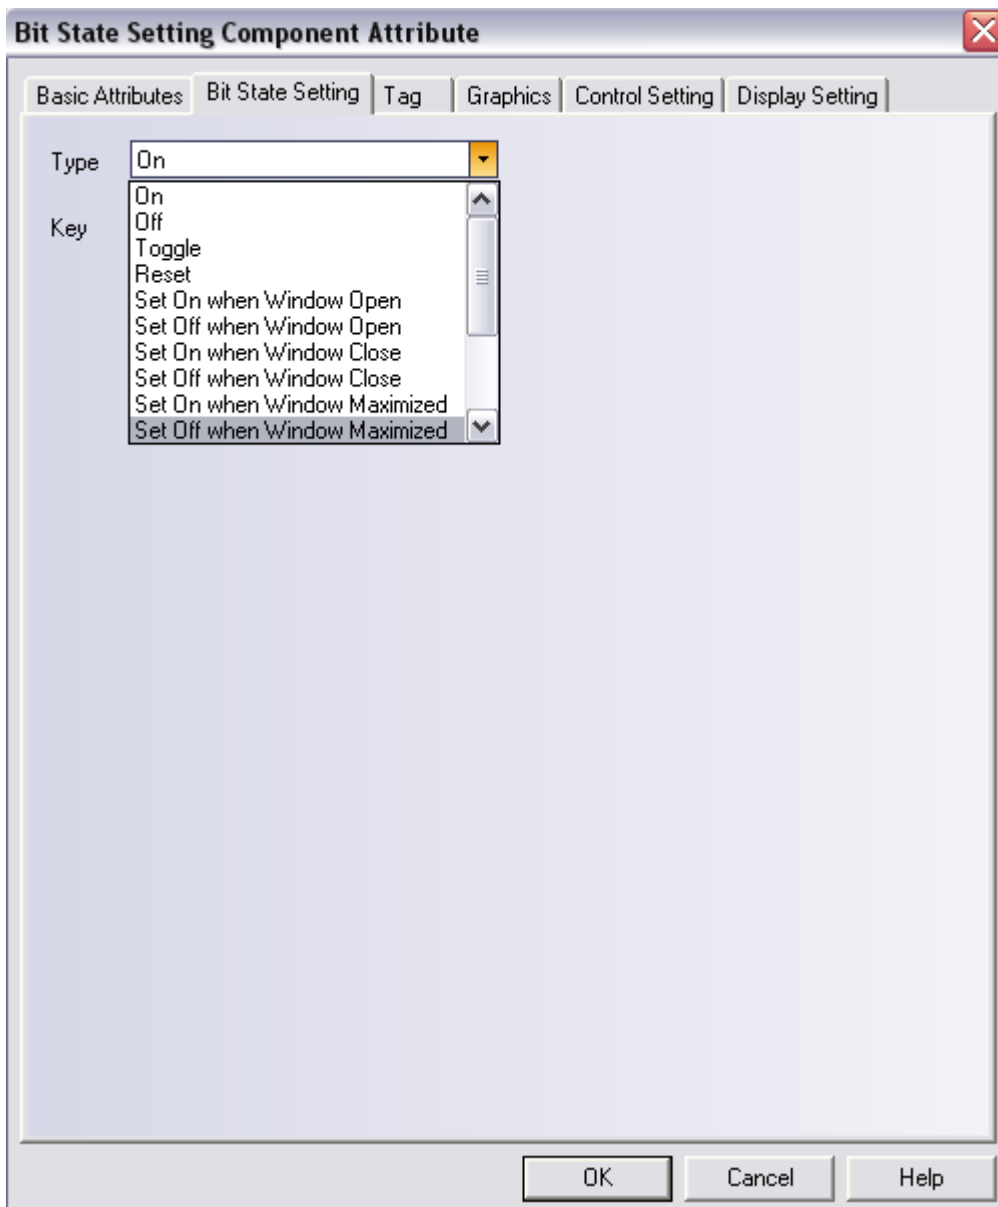 Bit State Setting Component Attribute
Basic Attributes Bit State Setting Tag Graphics Control Setting Display Setting
Type On
On
Off
Key
Toggle
Reset
Set On when Window Open
Set Off when Window Open
Set On when Window Close
Set Off when Window Close
Set On when Window Maximized
Set Off when Window Maximized
OK Cancel Help